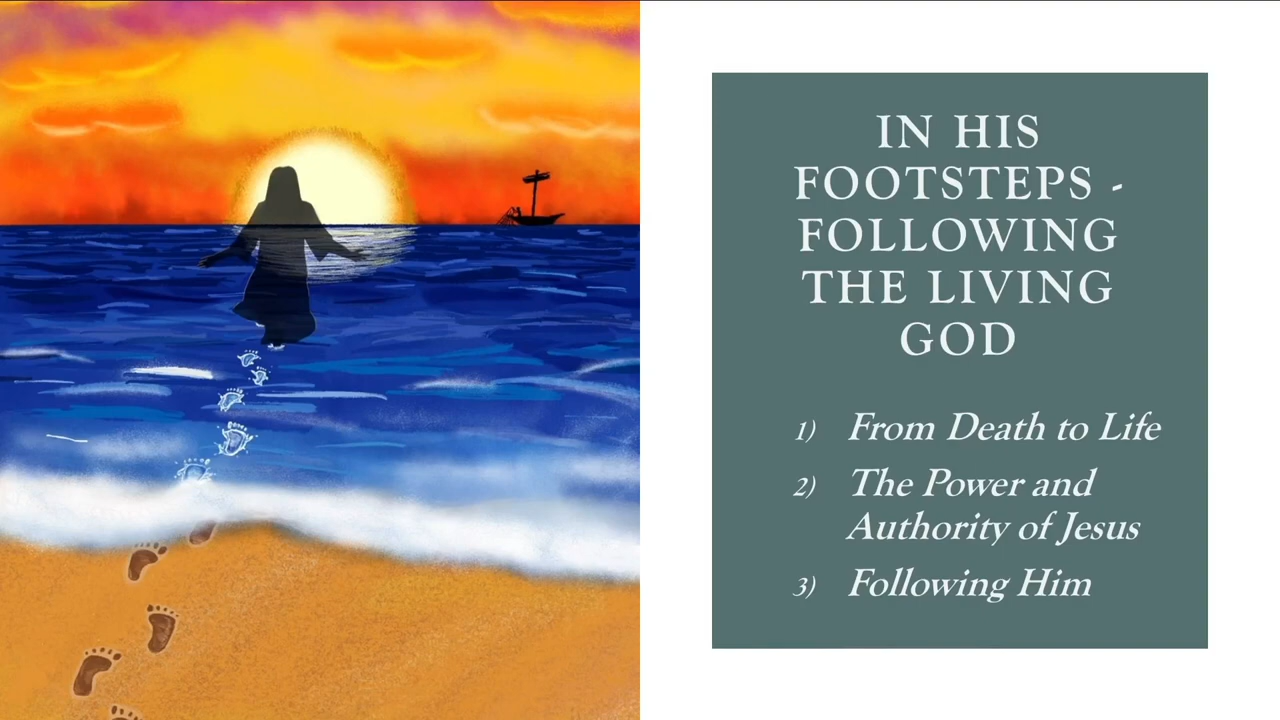 IN HIS
FOOTSTEPS -
FOLLOWING
THE LIVING
GOD
1) From Death to Life
2) The Power and
Authority of Jesus
3) Following Him